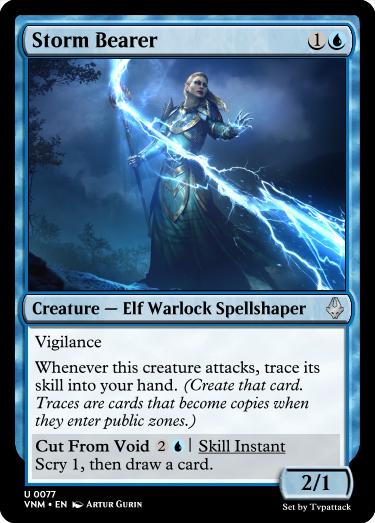 Storm Bearer 1
Creature — Elf Warlock Spellshaper
Vigilance
Whenever this creature attacks, trace its
skill into your hand. (Create that card.
Traces are cards that become copies when
they enter public zones.)
Cut From Void 2 | Skill Instant
Scry 1, then draw a card.
2/1
U 0077
VNM • EN Artur Gurin
Set by Tvpattack